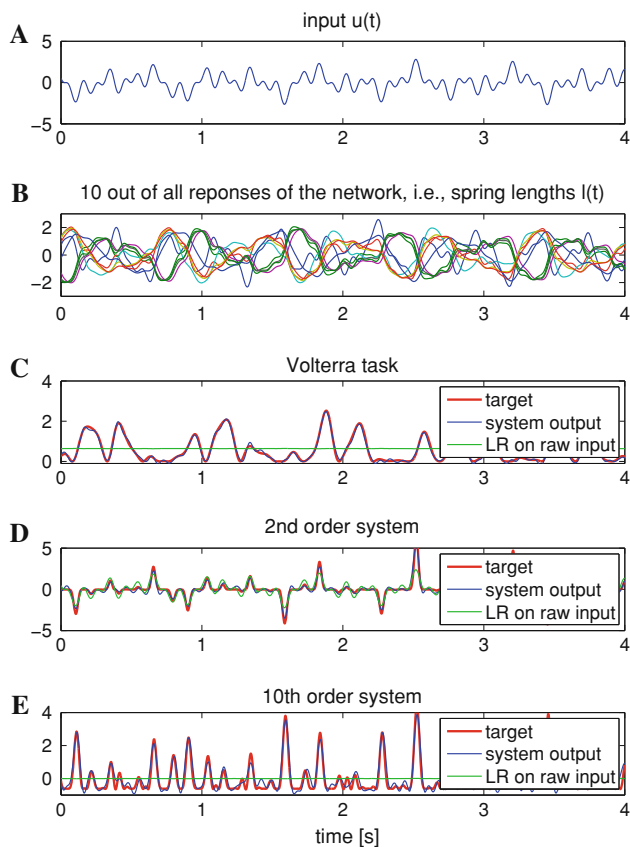 A
input u(t)
5
0
−5
0 1 2 3 4
B
10 out of all reponses of the network, i.e., spring lengths l(t)
2
0
−2
0 1 2 3 4
C
Volterra task
4
2
0
target
system output
LR on raw input
0 1 2 3 4
D
2nd order system
5
0
−5
target
system output
LR on raw input
0 1 2 3 4
E
10th order system
4
2
0
target
system output
LR on raw input
0 1 2 3 4
time [s]